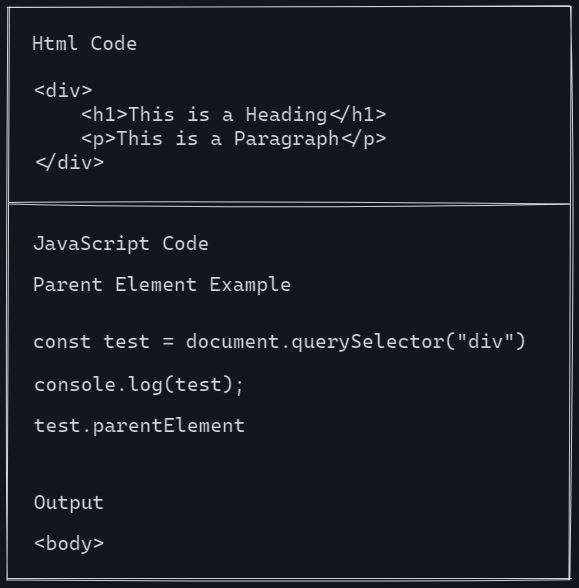 Html Code
<div>
    <h1>This is a Heading</h1>
    <p>This is a Paragraph</p>
</div>
JavaScript Code
Parent Element Example
const test = document.querySelector("div")
console.log(test);
test.parentElement
Output
<body>